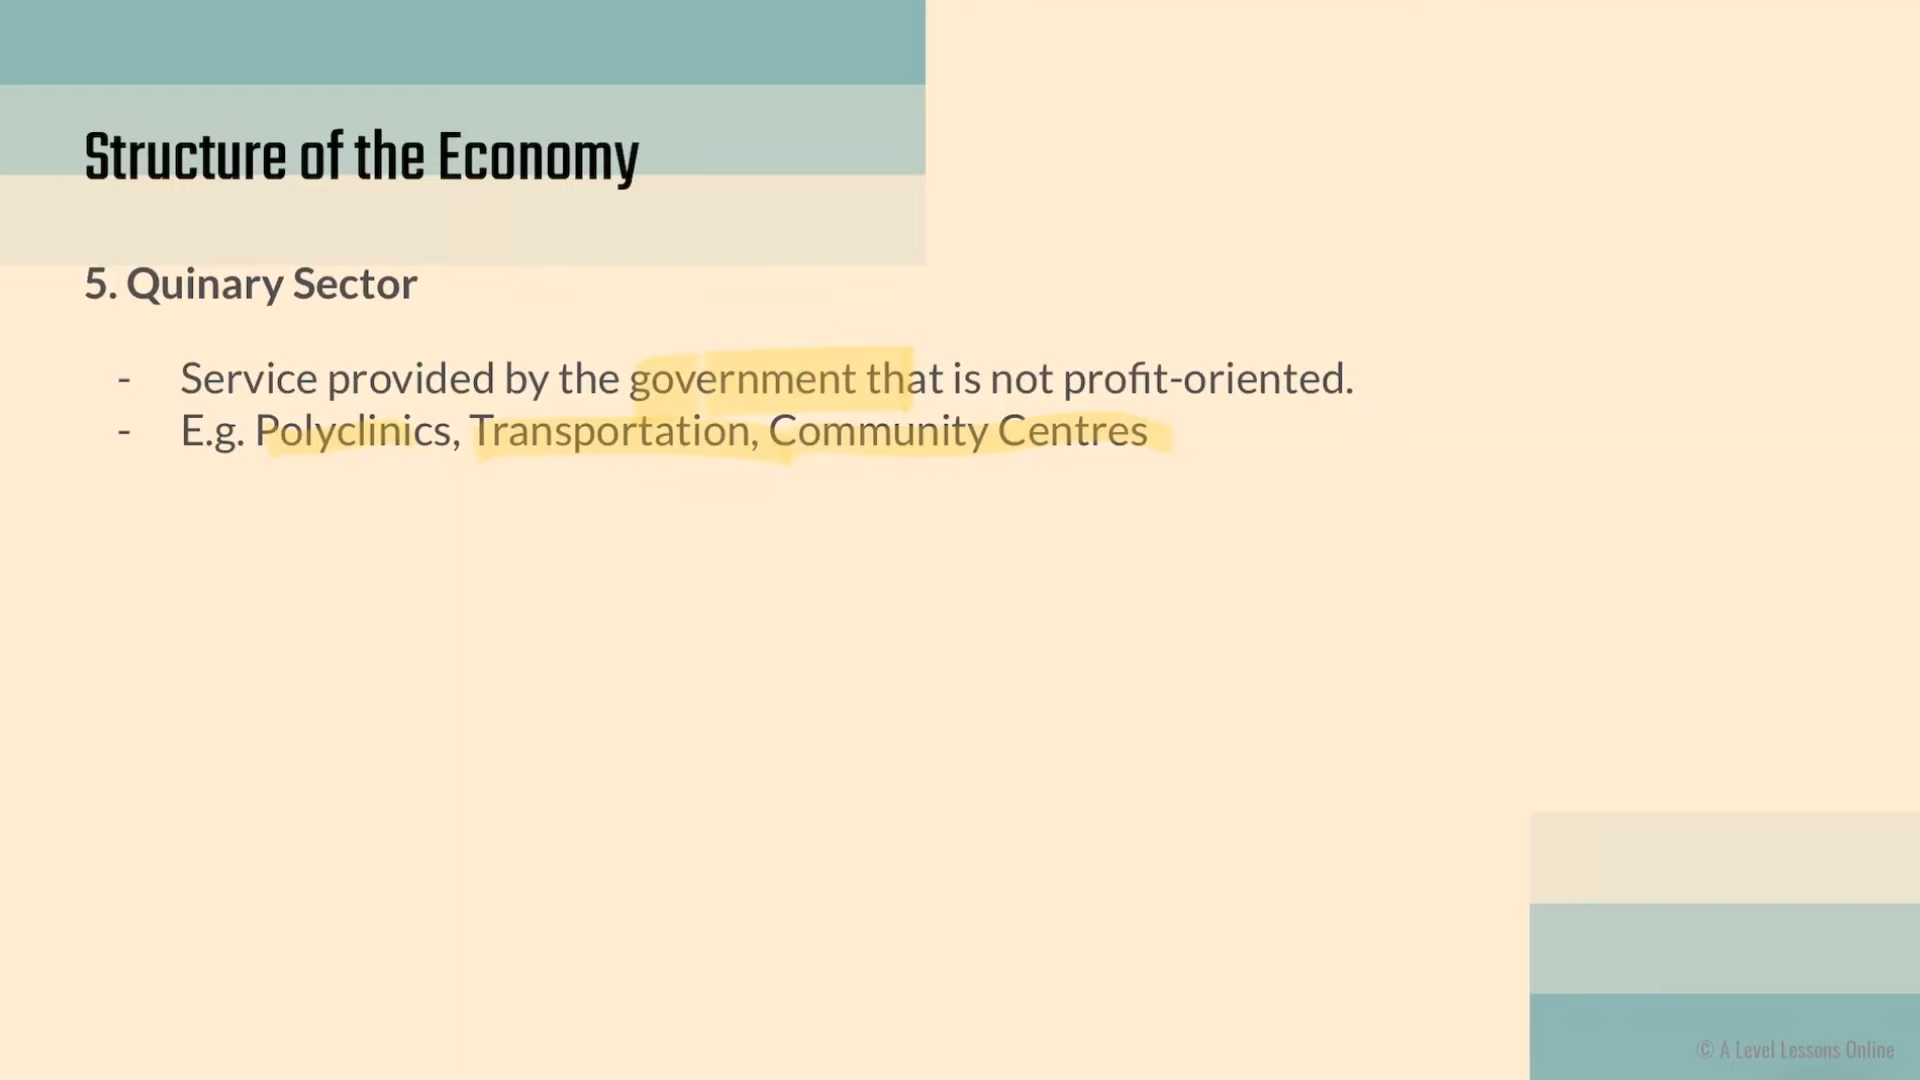 Structure of the Economy
5. Quinary Sector
- Service provided by the government that is not profit-oriented.
- E.g. Polyclinics, Transportation, Community Centres
© A Level Lessons Online